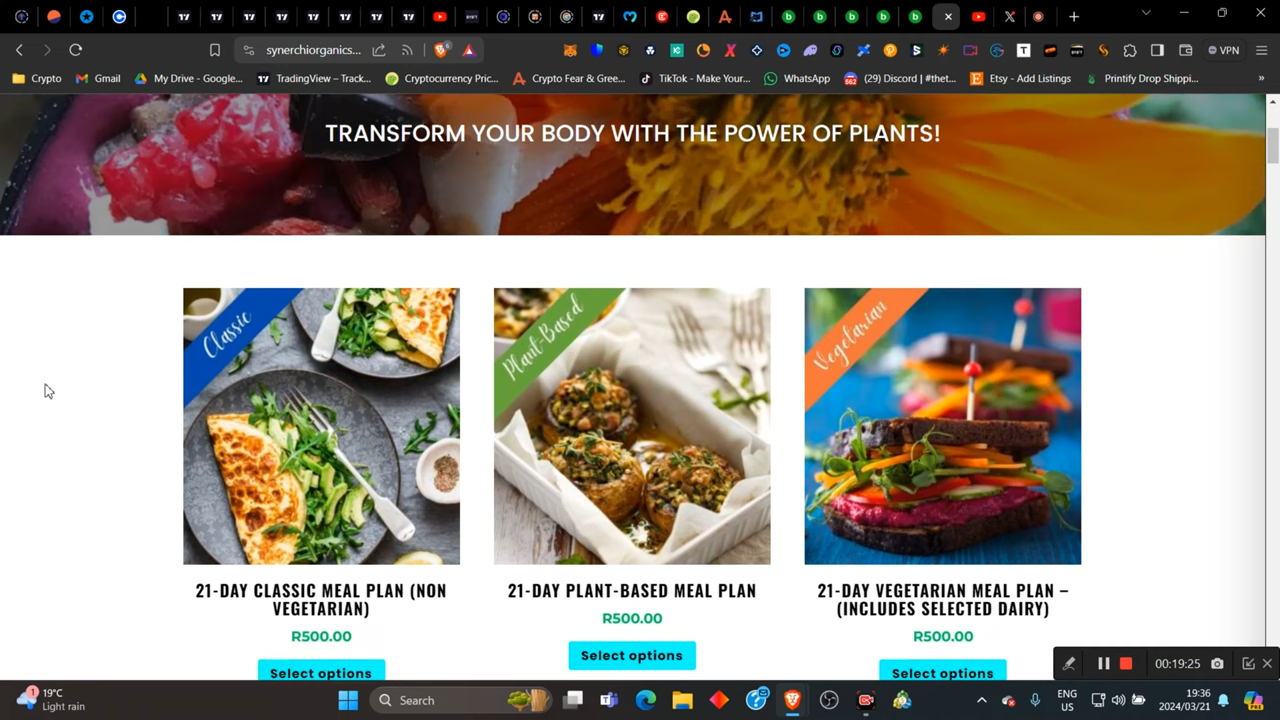 synerchiorganics...
6
VPN
Crypto
Gmail
My Drive - Google...
TradingView – Track...
Cryptocurrency Pric...
Crypto Fear & Gree...
TikTok - Make Your...
WhatsApp
(29) Discord | #thet...
Etsy - Add Listings
Printify Drop Shippi...
»
TRANSFORM YOUR BODY WITH THE POWER OF PLANTS!
Classic
Plant-Based
Vegetarian
21-DAY CLASSIC MEAL PLAN (NON
VEGETARIAN)
R500.00
Select options
21-DAY PLANT-BASED MEAL PLAN
R500.00
Select options
21-DAY VEGETARIAN MEAL PLAN –
(INCLUDES SELECTED DAIRY)
R500.00
Select options
00:19:25
1
19°C
Light rain
Search
ENG
US
19:36
2024/03/21